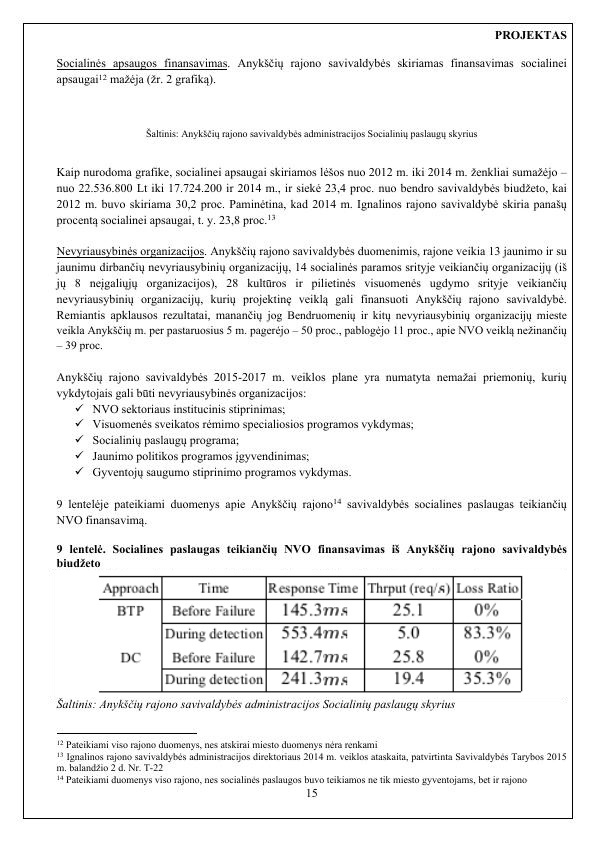 PROJEKTAS
Socialinės apsaugos finansavimas. Anykščių rajono savivaldybės skiriamas finansavimas socialinei
apsaugai¹² mažėja (žr. 2 grafiką).
Šaltinis: Anykščių rajono savivaldybės administracijos Socialinių paslaugų skyrius
Kaip nurodoma grafike, socialinei apsaugai skiriamos lėšos nuo 2012 m. iki 2014 m. ženkliai sumažėjo –
nuo 22.536.800 Lt iki 17.724.200 ir 2014 m., ir siekė 23,4 proc. nuo bendro savivaldybės biudžeto, kai
2012 m. buvo skiriama 30,2 proc. Paminėtina, kad 2014 m. Ignalinos rajono savivaldybė skiria panašų
procentą socialinei apsaugai, t. y. 23,8 proc.¹³
Nevyriausybinės organizacijos. Anykščių rajono savivaldybės duomenimis, rajone veikia 13 jaunimo ir su
jaunimu dirbančių nevyriausybinių organizacijų, 14 socialinės paramos srityje veikiančių organizacijų (iš
jų 8 neįgaliųjų organizacijos), 28 kultūros ir pilietinės visuomenės ugdymo srityje veikiančių
nevyriausybinių organizacijų, kurių projektinę veiklą gali finansuoti Anykščių rajono savivaldybė.
Remiantis apklausos rezultatai, manančių jog Bendruomenių ir kitų nevyriausybinių organizacijų mieste
veikla Anykščių m. per pastaruosius 5 m. pagerėjo – 50 proc., pablogėjo 11 proc., apie NVO veiklą nežinančių
– 39 proc.
Anykščių rajono savivaldybės 2015-2017 m. veiklos plane yra numatyta nemažai priemonių, kurių
vykdytojais gali būti nevyriausybinės organizacijos:
✓ NVO sektoriaus institucinis stiprinimas;
✓ Visuomenės sveikatos rėmimo specialiosios programos vykdymas;
✓ Socialinių paslaugų programa;
✓ Jaunimo politikos programos įgyvendinimas;
✓ Gyventojų saugumo stiprinimo programos vykdymas.
9 lentelėje pateikiami duomenys apie Anykščių rajono¹⁴ savivaldybės socialines paslaugas teikiančių
NVO finansavimą.
9 lentelė. Socialines paslaugas teikiančių NVO finansavimas iš Anykščių rajono savivaldybės
biudžeto
Approach Time Response Time Thrput (req/s) Loss Ratio
BTP Before Failure 145.3ms 25.1 0%
During detection 553.4ms 5.0 83.3%
DC Before Failure 142.7ms 25.8 0%
During detection 241.3ms 19.4 35.3%
Šaltinis: Anykščių rajono savivaldybės administracijos Socialinių paslaugų skyrius
¹² Pateikiami viso rajono duomenys, nes atskirai miesto duomenys nėra renkami
¹³ Ignalinos rajono savivaldybės administracijos direktoriaus 2014 m. veiklos ataskaita, patvirtinta Savivaldybės Tarybos 2015
m. balandžio 2 d. Nr. T-22
¹⁴ Pateikiami duomenys viso rajono, nes socialinės paslaugos buvo teikiamos ne tik miesto gyventojams, bet ir rajono
15